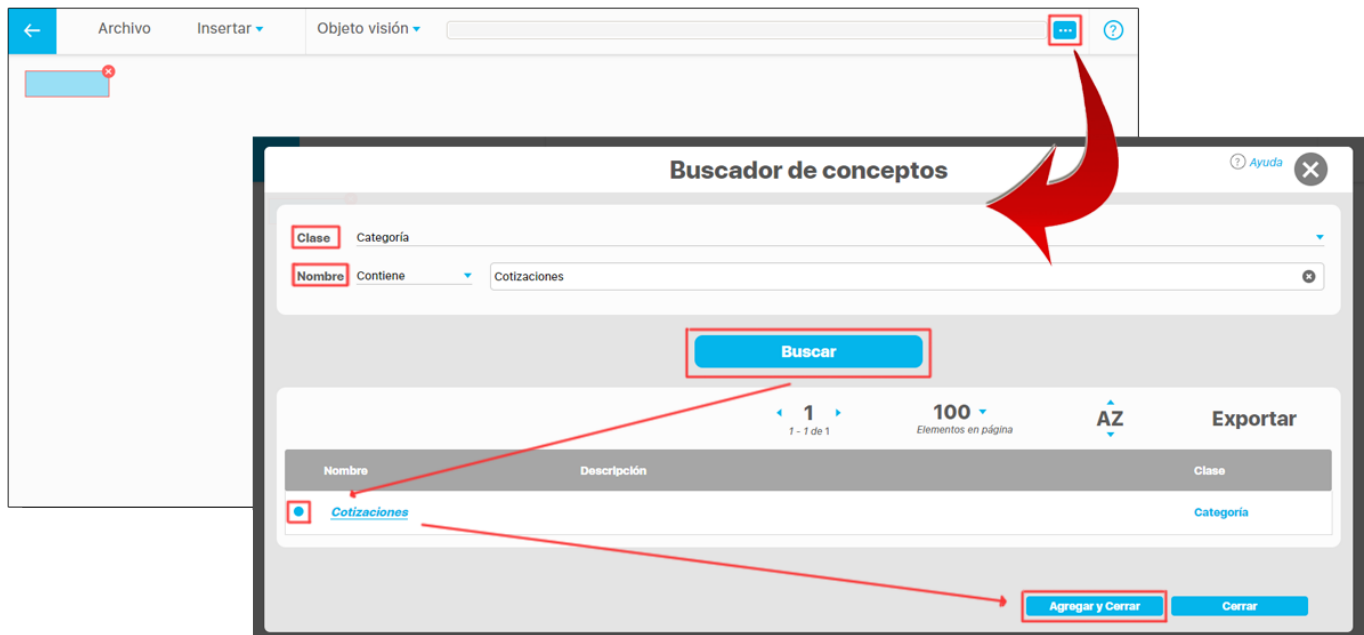 Archivo Insertar Objeto visión
Buscador de conceptos
Ayuda
Clase Categoría
Nombre Contiene Cotizaciones
Buscar
1 100 AZ Exportar
1 - 1 de 1 Elementos en página
Nombre Descripción Clase
Cotizaciones Categoría
Agregar y Cerrar Cerrar